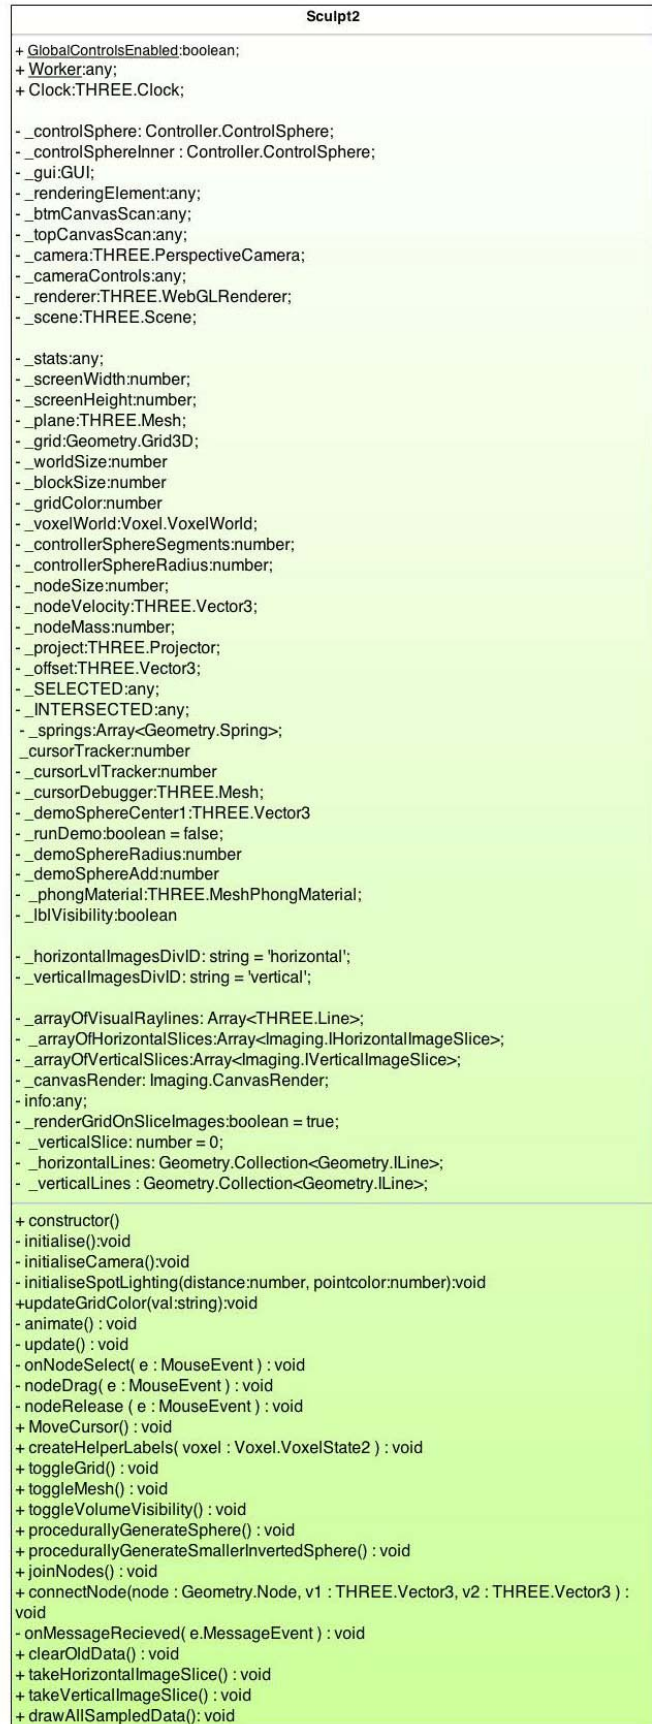 Sculpt2
+ GlobalControlsEnabled:boolean;
+ Worker:any;
+ Clock:THREE.Clock;
- _controlSphere: Controller.ControlSphere;
- _controlSphereInner : Controller.ControlSphere;
- _gui:GUI;
- _renderingElement:any;
- _btmCanvasScan:any;
- _topCanvasScan:any;
- _camera:THREE.PerspectiveCamera;
- _cameraControls:any;
- _renderer:THREE.WebGLRenderer;
- _scene:THREE.Scene;
- _stats:any;
- _screenWidth:number;
- _screenHeight:number;
- _plane:THREE.Mesh;
- _grid:Geometry.Grid3D;
- _worldSize:number
- _blockSize:number
- _gridColor:number
- _voxelWorld:Voxel.VoxelWorld;
- _controllerSphereSegments:number;
- _controllerSphereRadius:number;
- _nodeSize:number;
- _nodeVelocity:THREE.Vector3;
- _nodeMass:number;
- _project:THREE.Projector;
- _offset:THREE.Vector3;
- _SELECTED:any;
- _INTERSECTED:any;
- _springs:Array<Geometry.Spring>;
_cursorTracker:number
- _cursorLvlTracker:number
- _cursorDebugger:THREE.Mesh;
- _demoSphereCenter1:THREE.Vector3
- _runDemo:boolean = false;
- _demoSphereRadius:number
- _demoSphereAdd:number
- _phongMaterial:THREE.MeshPhongMaterial;
- _lblVisibility:boolean
- _horizontalImagesDivID: string = 'horizontal';
- _verticalImagesDivID: string = 'vertical';
- _arrayOfVisualRaylines: Array<THREE.Line>;
- _arrayOfHorizontalSlices:Array<Imaging.IHorizontalImageSlice>;
- _arrayOfVerticalSlices:Array<Imaging.IVerticalImageSlice>;
- _canvasRender: Imaging.CanvasRender;
- info:any;
- _renderGridOnSliceImages:boolean = true;
- _verticalSlice: number = 0;
- _horizontalLines: Geometry.Collection<Geometry.ILine>;
- _verticalLines : Geometry.Collection<Geometry.ILine>;
+ constructor()
- initialise():void
- initialiseCamera():void
- initialiseSpotLighting(distance:number, pointcolor:number):void
+updateGridColor(val:string):void
- animate() : void
- update() : void
- onNodeSelect( e : MouseEvent ) : void
- nodeDrag( e : MouseEvent ) : void
- nodeRelease ( e : MouseEvent ) : void
+ MoveCursor() : void
+ createHelperLabels( voxel : Voxel.VoxelState2 ) : void
+ toggleGrid() : void
+ toggleMesh() : void
+ toggleVolumeVisibility() : void
+ procedurallyGenerateSphere() : void
+ procedurallyGenerateSmallerInvertedSphere() : void
+ joinNodes() : void
+ connectNode(node : Geometry.Node, v1 : THREE.Vector3, v2 : THREE.Vector3 ) :
void
- onMessageRecieved( e.MessageEvent ) : void
+ clearOldData() : void
+ takeHorizontalImageSlice() : void
+ takeVerticalImageSlice() : void
+ drawAllSampledData(): void